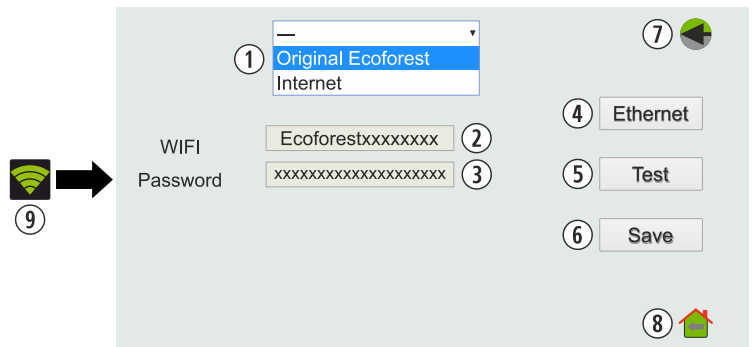 —
① Original Ecoforest
Internet
⑦
④ Ethernet
WIFI Ecoforestxxxxxxxx ②
Password xxxxxxxxxxxxxxxxxxxx ③
⑤ Test
⑨
⑥ Save
⑧